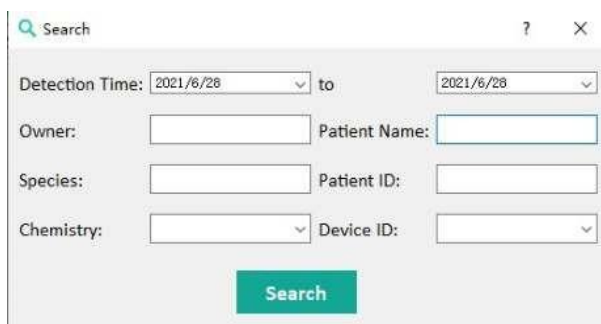 Search ?
Detection Time: 2021/6/28 to 2021/6/28
Owner: Patient Name:
Species: Patient ID:
Chemistry: Device ID:
Search